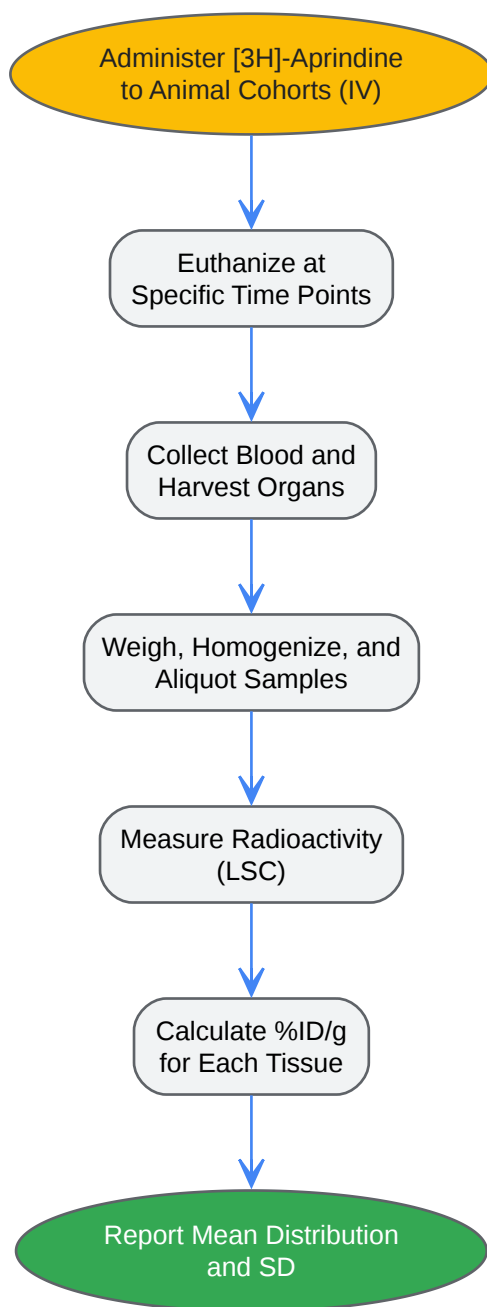 Administer [3H]-Aprindine
to Animal Cohorts (IV)
Euthanize at
Specific Time Points
Collect Blood and
Harvest Organs
Weigh, Homogenize, and
Aliquot Samples
Measure Radioactivity
(LSC)
Calculate %ID/g
for Each Tissue
Report Mean Distribution
and SD